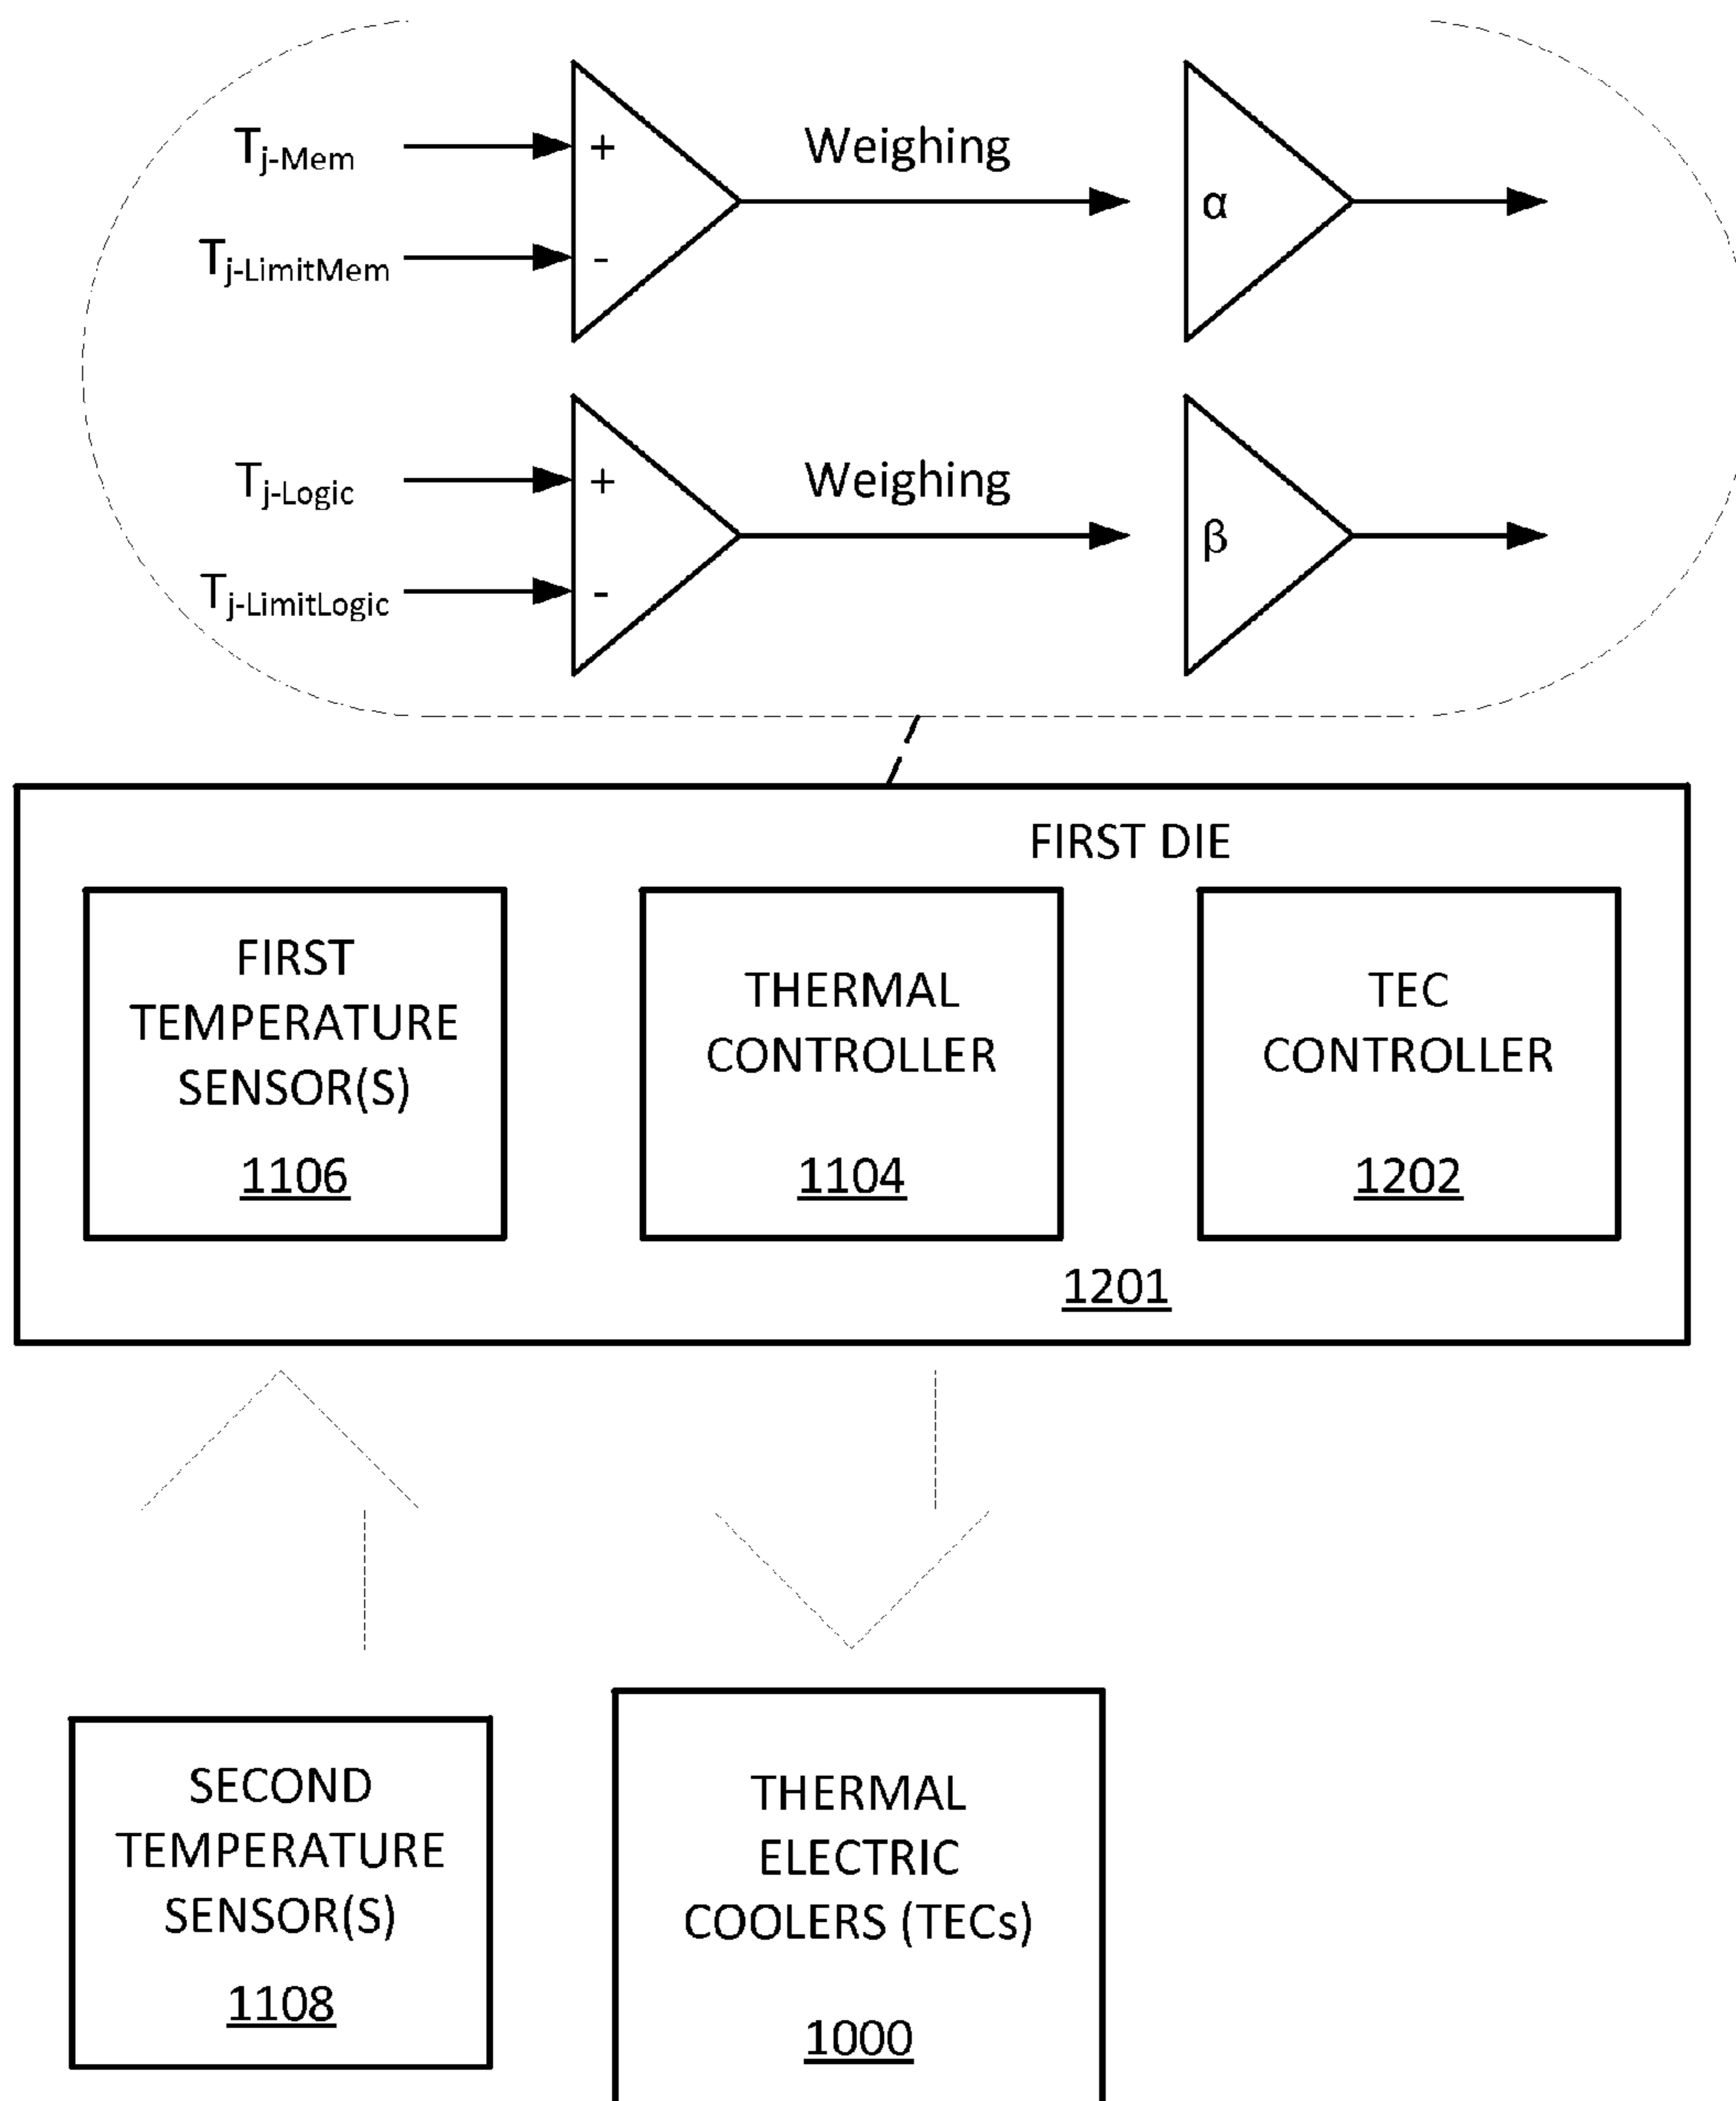 Tj-Mem
+
Weighing
α
Tj-LimitMem
-
Tj-Logic
+
Weighing
β
Tj-LimitLogic
-
FIRST DIE
FIRST
TEMPERATURE
SENSOR(S)
1106
THERMAL
CONTROLLER
1104
TEC
CONTROLLER
1202
1201
SECOND
TEMPERATURE
SENSOR(S)
1108
THERMAL
ELECTRIC
COOLERS (TECs)
1000